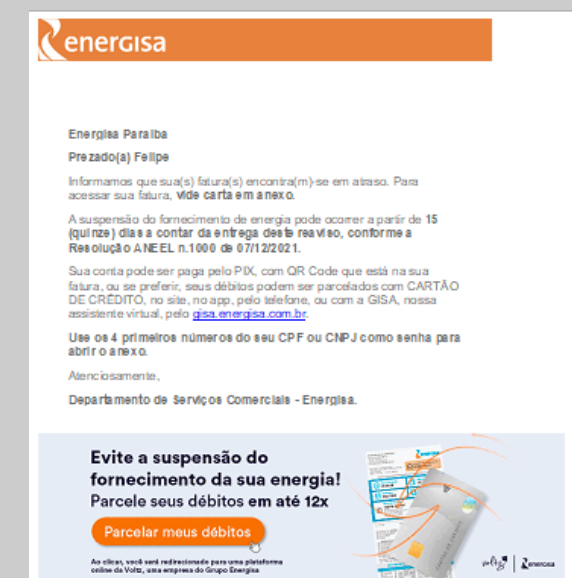 energisa
Energisa Paraíba
Prezado(a) Felipe
Informamos que sua(s) fatura(s) encontra(m)-se em atraso. Para
acessar sua fatura, vide carta em anexo.
A suspensão do fornecimento de energia pode ocorrer a partir de 15
(quinze) dias a contar da entrega deste reaviso, conforme a
Resolução ANEEL n.1000 de 07/12/2021.
Sua conta pode ser paga pelo PIX, com QR Code que está na sua
fatura, ou se preferir, seus débitos podem ser parcelados com CARTÃO
DE CRÉDITO, no site, no app, pelo telefone, ou com a GISA, nossa
assistente virtual, pelo gisa.energisa.com.br.
Use os 4 primeiros números do seu CPF ou CNPJ como senha para
abrir o anexo.
Atenciosamente,
Departamento de Serviços Comerciais - Energisa.
Evite a suspensão do
fornecimento da sua energia!
Parcele seus débitos em até 12x
Parcelar meus débitos
Ao clicar, você será redirecionado para uma plataforma
online da Voltz, uma empresa do Grupo Energisa
voltz energisa